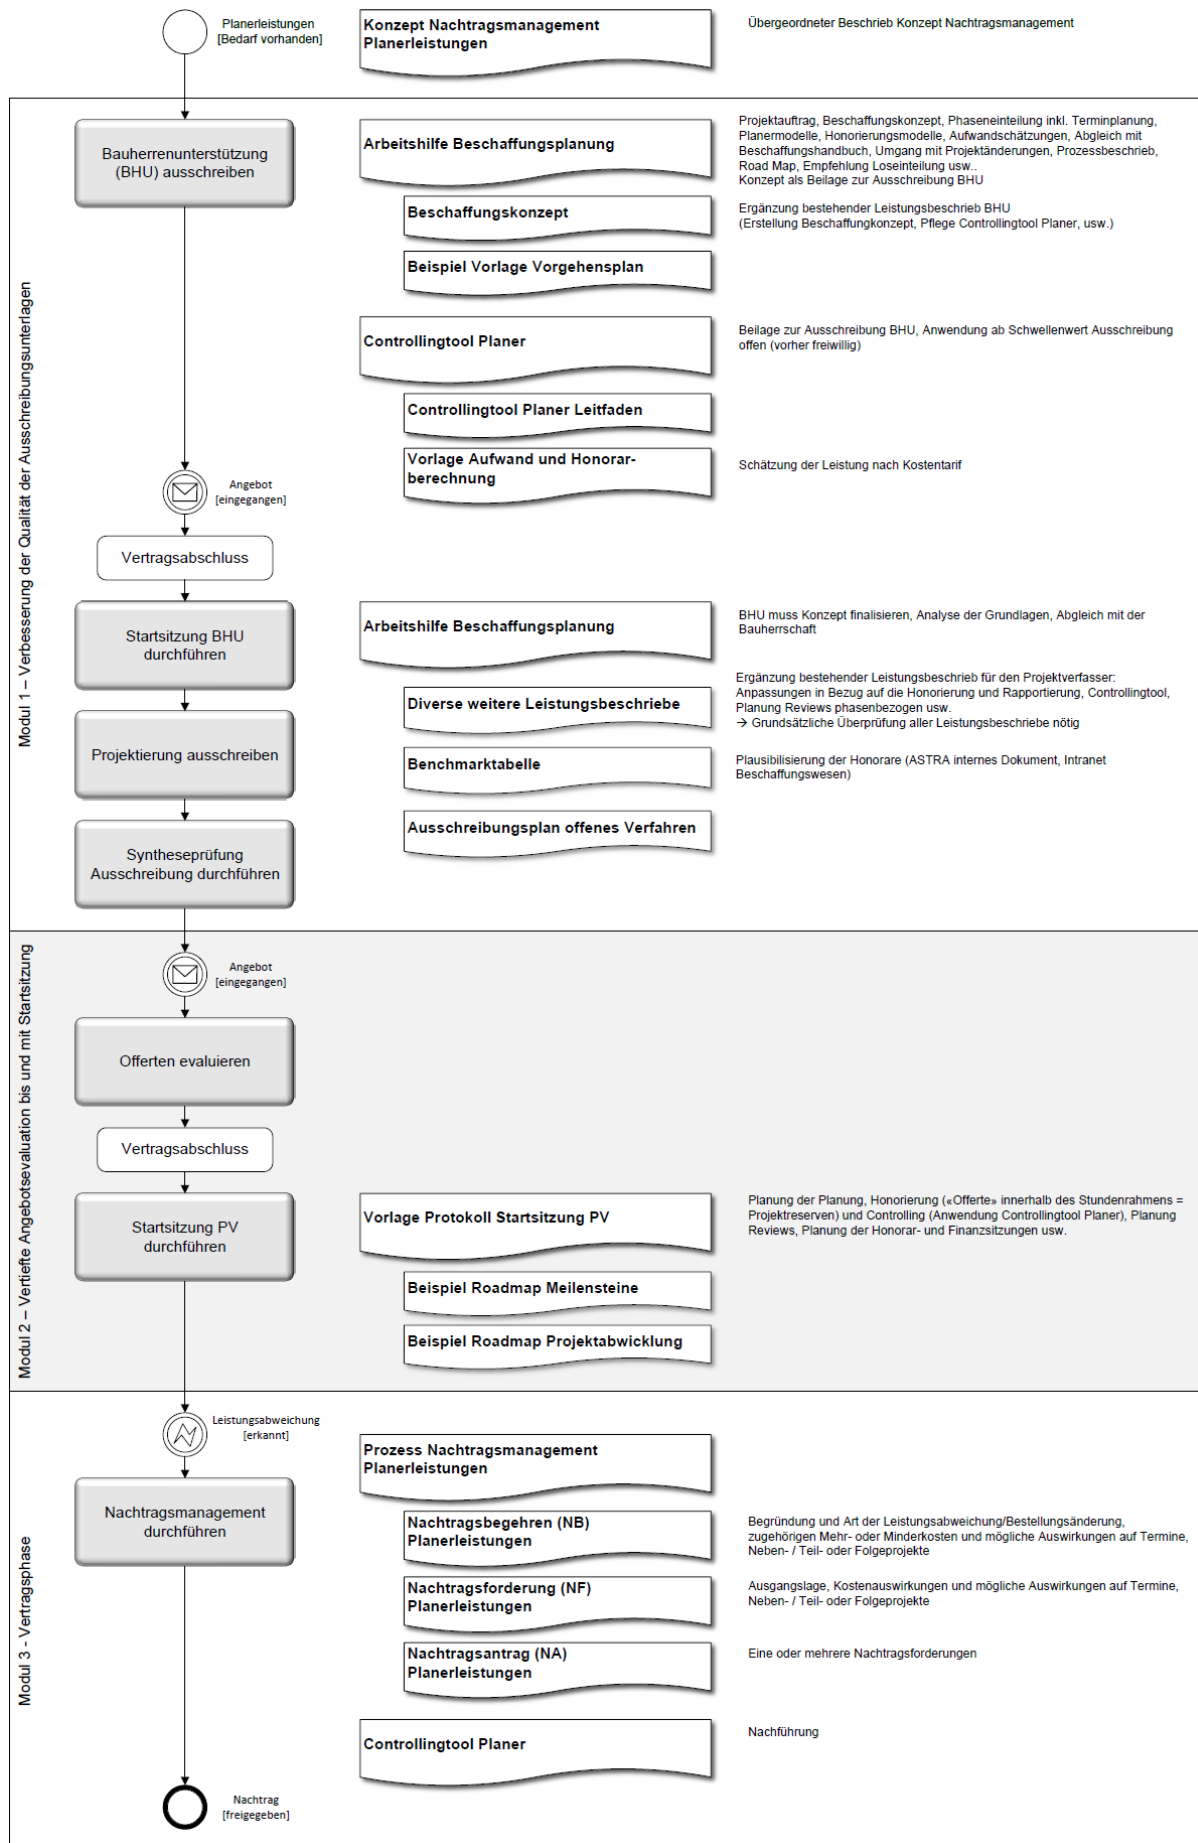 Planerleistungen
[Bedarf vorhanden]
Konzept Nachtragsmanagement
Planerleistungen
Übergeordneter Beschrieb Konzept Nachtragsmanagement
Modul 1 – Verbesserung der Qualität der Ausschreibungsunterlagen
Bauherrenunterstützung
(BHU) ausschreiben
Arbeitshilfe Beschaffungsplanung
Projektauftrag, Beschaffungskonzept, Phaseneinteilung inkl. Terminplanung,
Planermodelle, Honorierungsmodelle, Aufwandschätzungen, Abgleich mit
Beschaffungshandbuch, Umgang mit Projektänderungen, Prozessbeschrieb,
Road Map, Empfehlung Loseinteilung usw..
Konzept als Beilage zur Ausschreibung BHU
Beschaffungskonzept
Ergänzung bestehender Leistungsbeschrieb BHU
(Erstellung Beschaffungkonzept, Pflege Controllingtool Planer, usw.)
Beispiel Vorlage Vorgehensplan
Controllingtool Planer
Beilage zur Ausschreibung BHU, Anwendung ab Schwellenwert Ausschreibung
offen (vorher freiwillig)
Controllingtool Planer Leitfaden
Vorlage Aufwand und Honorar-
berechnung
Schätzung der Leistung nach Kostentarif
Angebot
[eingegangen]
Vertragsabschluss
Startsitzung BHU
durchführen
Arbeitshilfe Beschaffungsplanung
BHU muss Konzept finalisieren, Analyse der Grundlagen, Abgleich mit der
Bauherrschaft
Diverse weitere Leistungsbeschriebe
Ergänzung bestehender Leistungsbeschrieb für den Projektverfasser:
Anpassungen in Bezug auf die Honorierung und Rapportierung, Controllingtool,
Planung Reviews phasenbezogen usw.
→ Grundsätzliche Überprüfung aller Leistungsbeschriebe nötig
Projektierung ausschreiben
Benchmarktabelle
Plausibilisierung der Honorare (ASTRA internes Dokument, Intranet
Beschaffungswesen)
Ausschreibungsplan offenes Verfahren
Syntheseprüfung
Ausschreibung durchführen
Modul 2 – Vertiefte Angebotsevaluation bis und mit Startsitzung
Angebot
[eingegangen]
Offerten evaluieren
Vertragsabschluss
Startsitzung PV
durchführen
Vorlage Protokoll Startsitzung PV
Planung der Planung, Honorierung («Offerte» innerhalb des Stundenrahmens =
Projektreserven) und Controlling (Anwendung Controllingtool Planer), Planung
Reviews, Planung der Honorar- und Finanzsitzungen usw.
Beispiel Roadmap Meilensteine
Beispiel Roadmap Projektabwicklung
Modul 3 - Vertragsphase
Leistungsabweichung
[erkannt]
Prozess Nachtragsmanagement
Planerleistungen
Nachtragsmanagement
durchführen
Nachtragsbegehren (NB)
Planerleistungen
Begründung und Art der Leistungsabweichung/Bestellungsänderung,
zugehörigen Mehr- oder Minderkosten und mögliche Auswirkungen auf Termine,
Neben- / Teil- oder Folgeprojekte
Nachtragsforderung (NF)
Planerleistungen
Ausgangslage, Kostenauswirkungen und mögliche Auswirkungen auf Termine,
Neben- / Teil- oder Folgeprojekte
Nachtragsantrag (NA)
Planerleistungen
Eine oder mehrere Nachtragsforderungen
Controllingtool Planer
Nachführung
Nachtrag
[freigegeben]